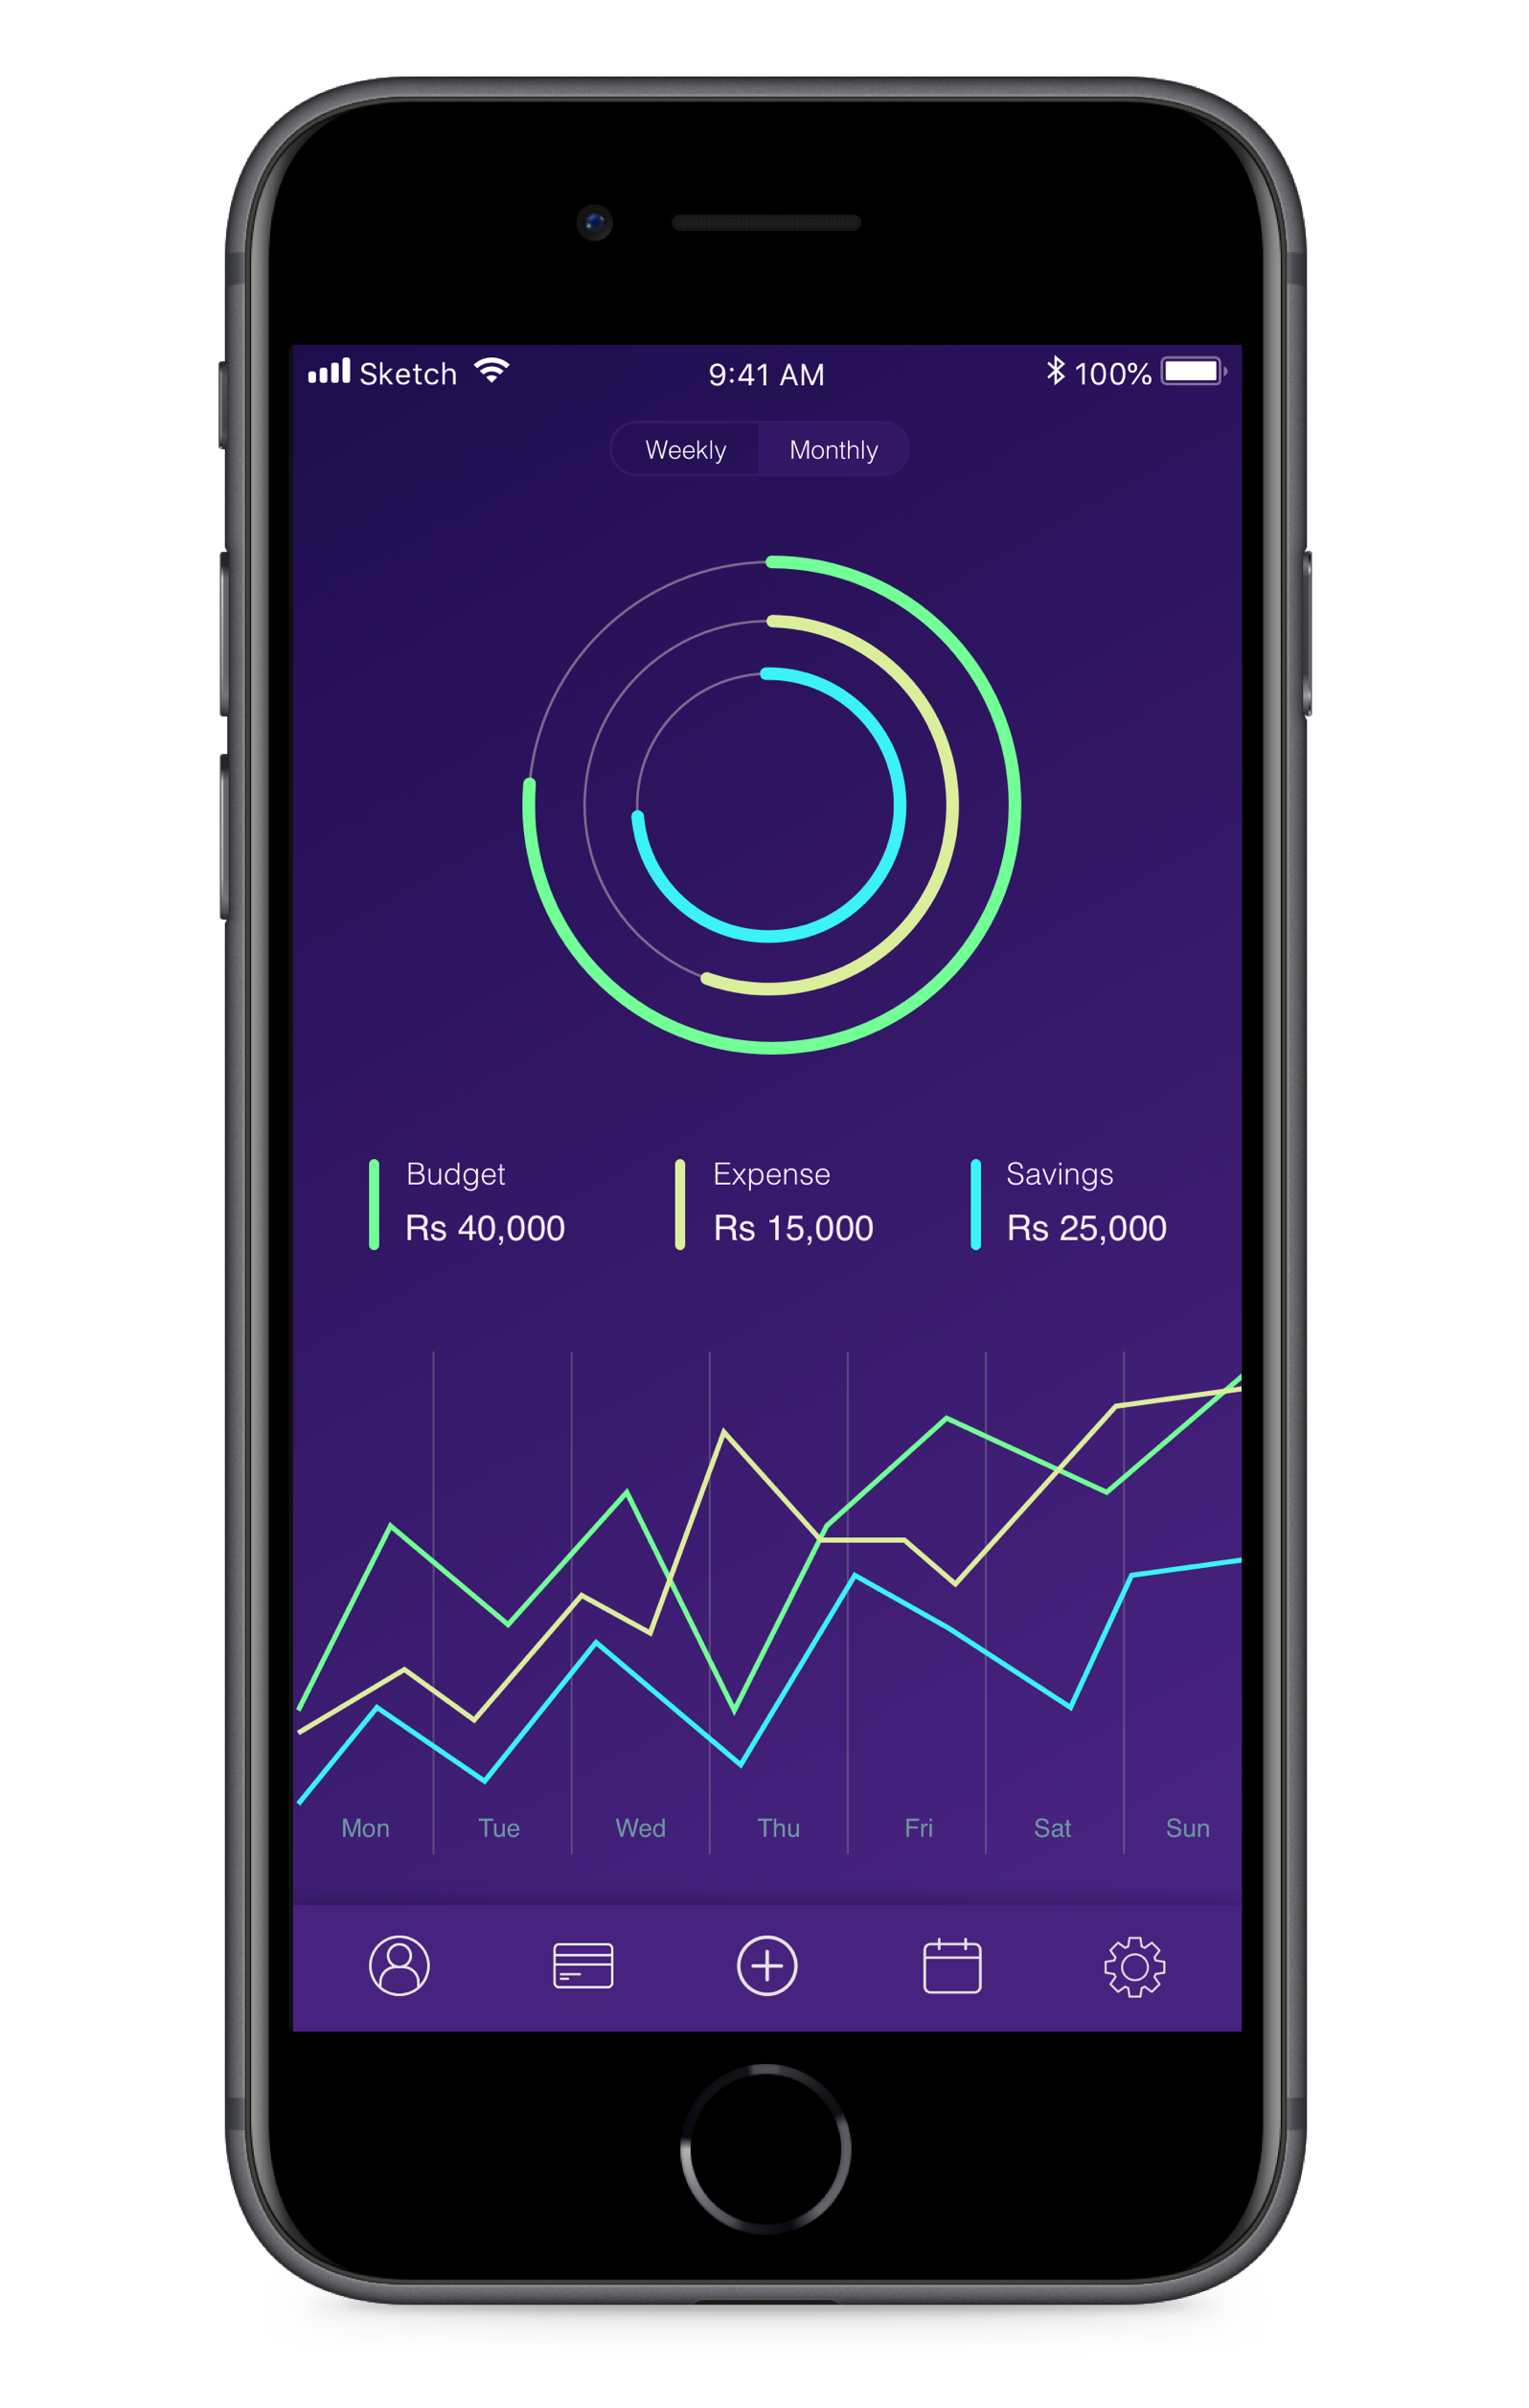 Sketch 9:41 AM 100%
Weekly Monthly
Budget Expense Savings
Rs 40,000 Rs 15,000 Rs 25,000
Mon Tue Wed Thu Fri Sat Sun